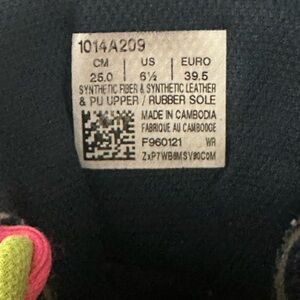 1014A209
CM US EURO
25.0 6½ 39.5
SYNTHETIC FIBER & SYNTHETIC LEATHER
& PU UPPER / RUBBER SOLE
MADE IN CAMBODIA
FABRIQUE AU CAMBODGE
F960121 WR